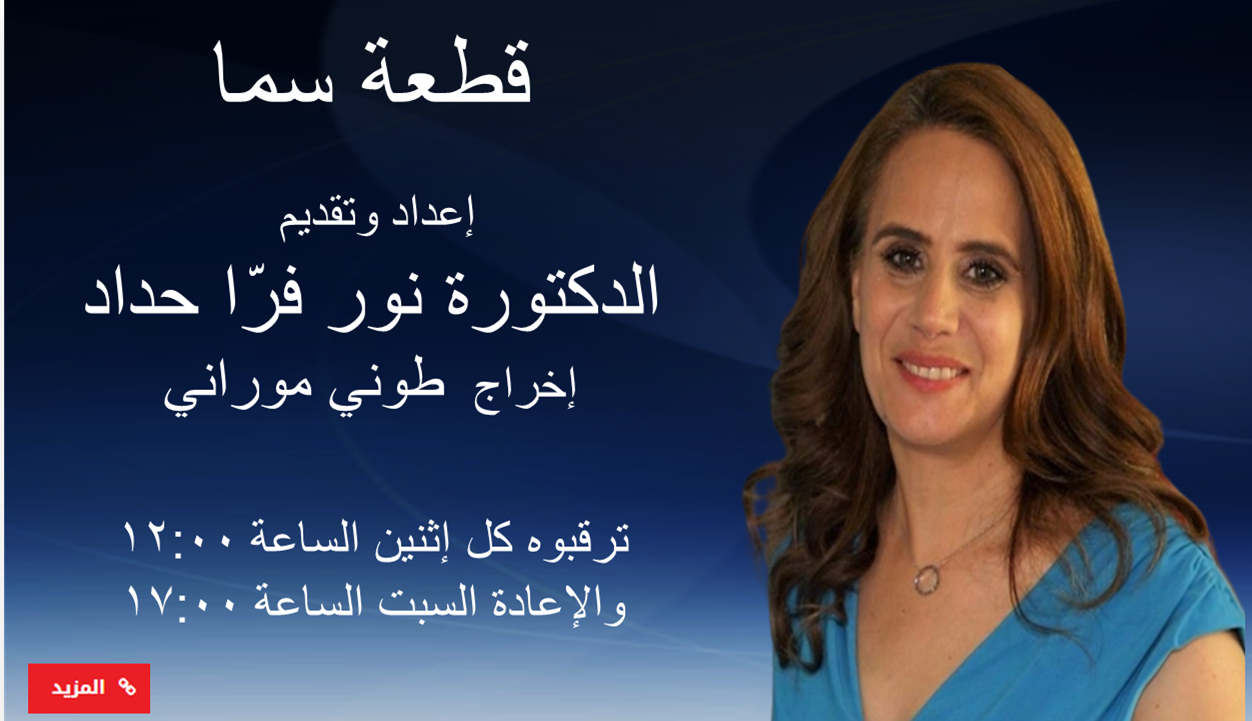 قطعة سما
إعداد وتقديم
الدكتورة نور فرّا حداد
إخراج طوني موراني
ترقبوه كل إثنين الساعة ١٢:٠٠
والإعادة السبت الساعة ١٧:٠٠
المزيد